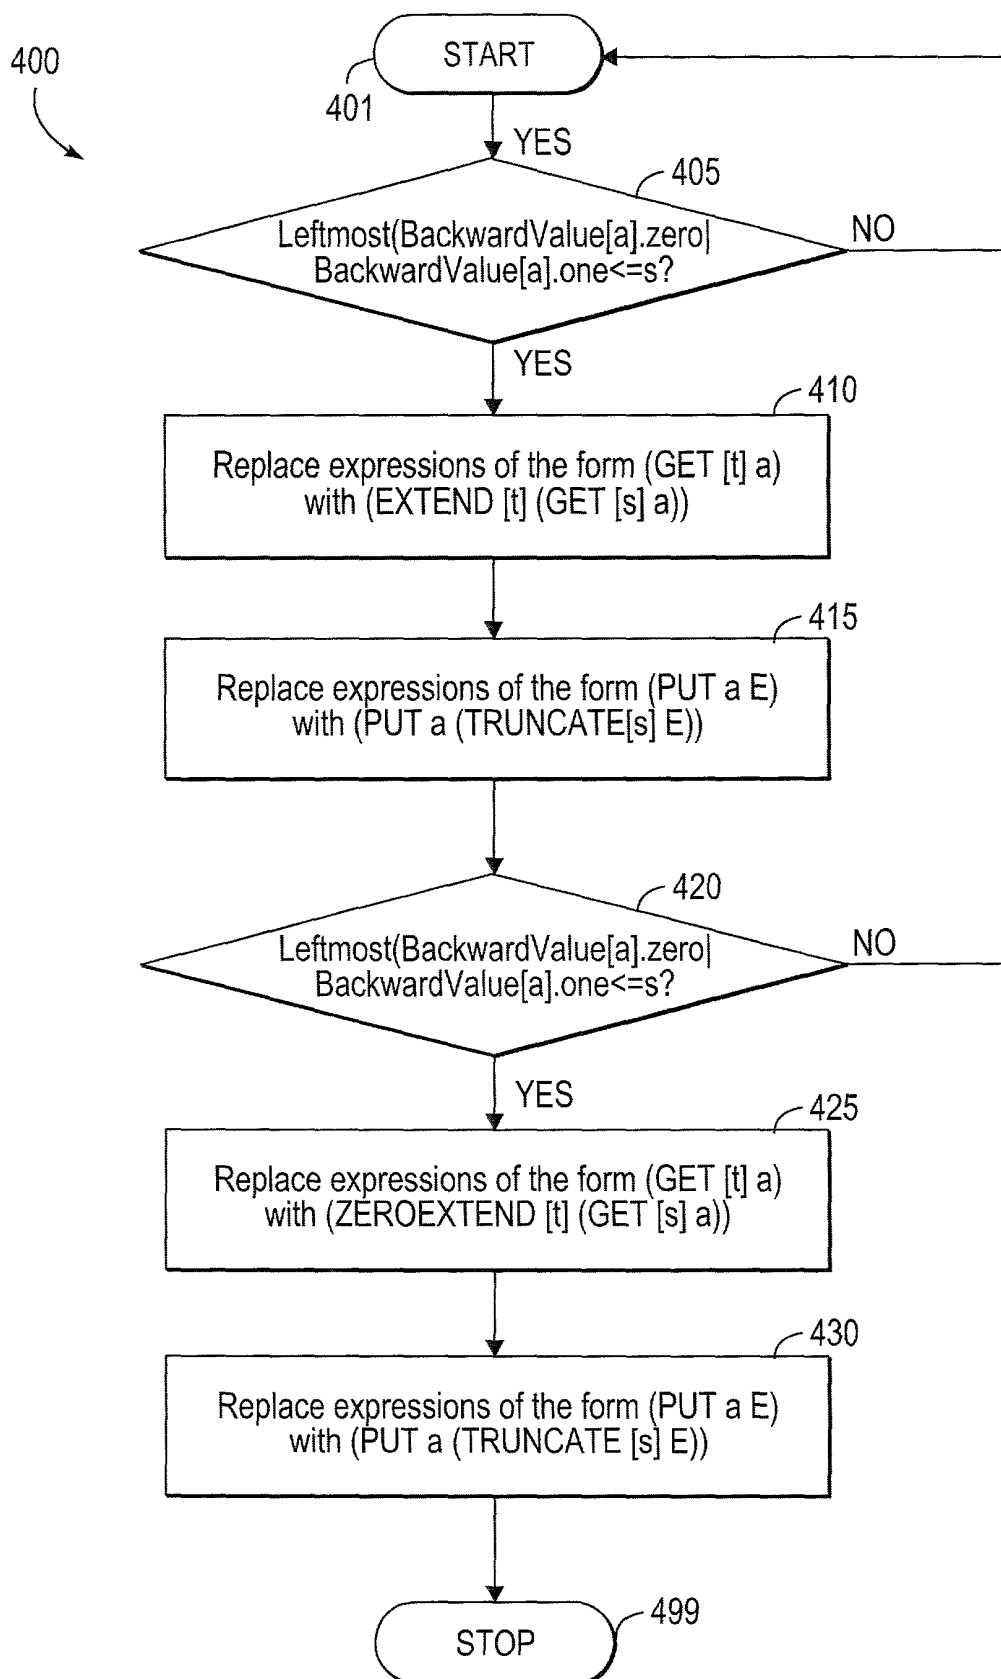 400
START
401
YES
405
Leftmost(BackwardValue[a].zero|
BackwardValue[a].one<=s?
NO
YES
410
Replace expressions of the form (GET [t] a)
with (EXTEND [t] (GET [s] a))
415
Replace expressions of the form (PUT a E)
with (PUT a (TRUNCATE[s] E))
420
Leftmost(BackwardValue[a].zero|
BackwardValue[a].one<=s?
NO
YES
425
Replace expressions of the form (GET [t] a)
with (ZEROEXTEND [t] (GET [s] a))
430
Replace expressions of the form (PUT a E)
with (PUT a (TRUNCATE [s] E))
499
STOP